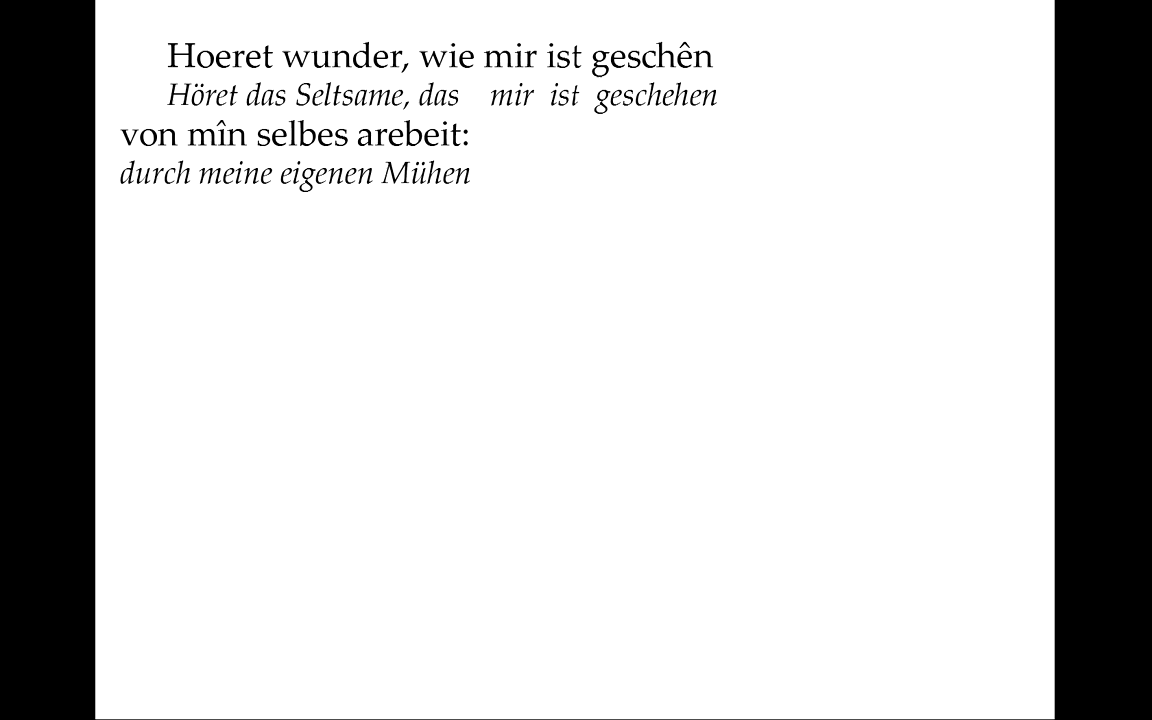 Hoeret wunder, wie mir ist geschên
Höret das Seltsame, das mir ist geschehen
von mîn selbes arebeit:
durch meine eigenen Mühen